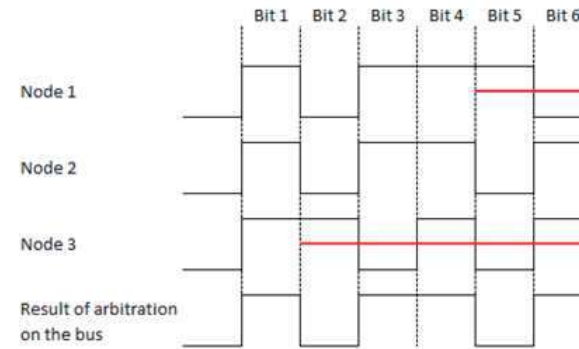 Bit 1 Bit 2 Bit 3 Bit 4 Bit 5 Bit 6
Node 1
Node 2
Node 3
Result of arbitration
on the bus